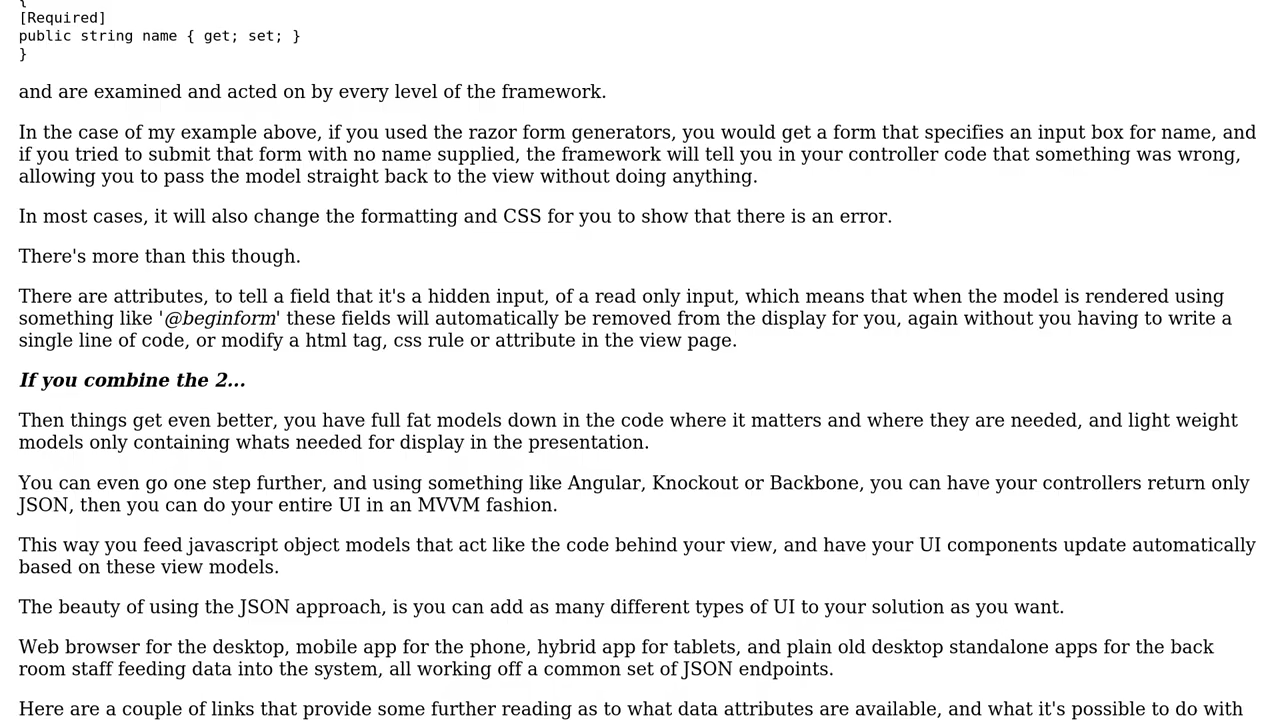 {
[Required]
public string name { get; set; }
}
and are examined and acted on by every level of the framework.
In the case of my example above, if you used the razor form generators, you would get a form that specifies an input box for name, and
if you tried to submit that form with no name supplied, the framework will tell you in your controller code that something was wrong,
allowing you to pass the model straight back to the view without doing anything.
In most cases, it will also change the formatting and CSS for you to show that there is an error.
There's more than this though.
There are attributes, to tell a field that it's a hidden input, of a read only input, which means that when the model is rendered using
something like '@beginform' these fields will automatically be removed from the display for you, again without you having to write a
single line of code, or modify a html tag, css rule or attribute in the view page.
If you combine the 2...
Then things get even better, you have full fat models down in the code where it matters and where they are needed, and light weight
models only containing whats needed for display in the presentation.
You can even go one step further, and using something like Angular, Knockout or Backbone, you can have your controllers return only
JSON, then you can do your entire UI in an MVVM fashion.
This way you feed javascript object models that act like the code behind your view, and have your UI components update automatically
based on these view models.
The beauty of using the JSON approach, is you can add as many different types of UI to your solution as you want.
Web browser for the desktop, mobile app for the phone, hybrid app for tablets, and plain old desktop standalone apps for the back
room staff feeding data into the system, all working off a common set of JSON endpoints.
Here are a couple of links that provide some further reading as to what data attributes are available, and what it's possible to do with